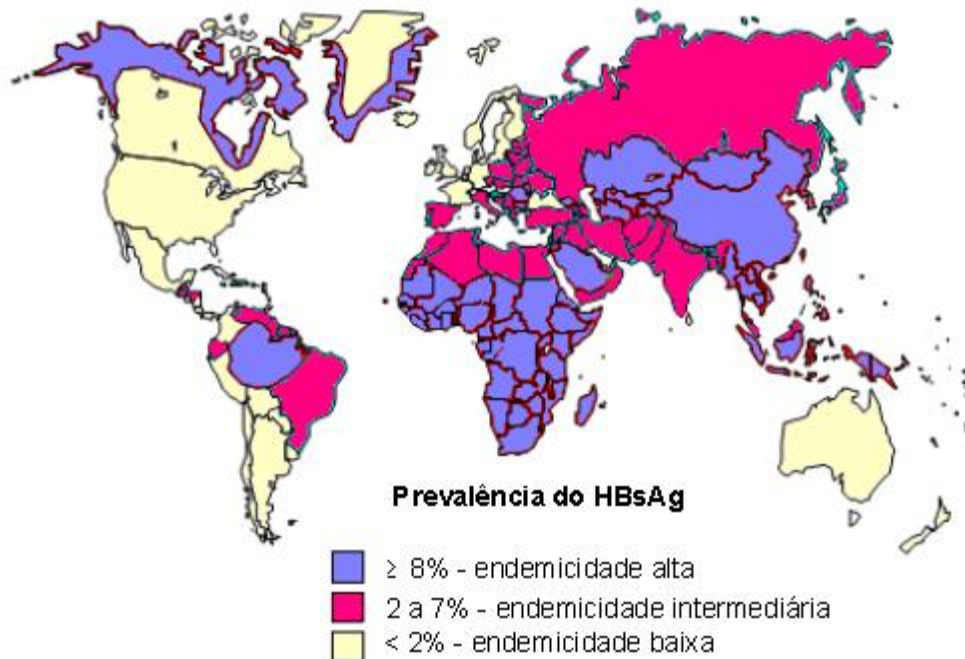 Prevalência do HBsAg
≥ 8% - endemicidade alta
2 a 7% - endemicidade intermediária
< 2% - endemicidade baixa